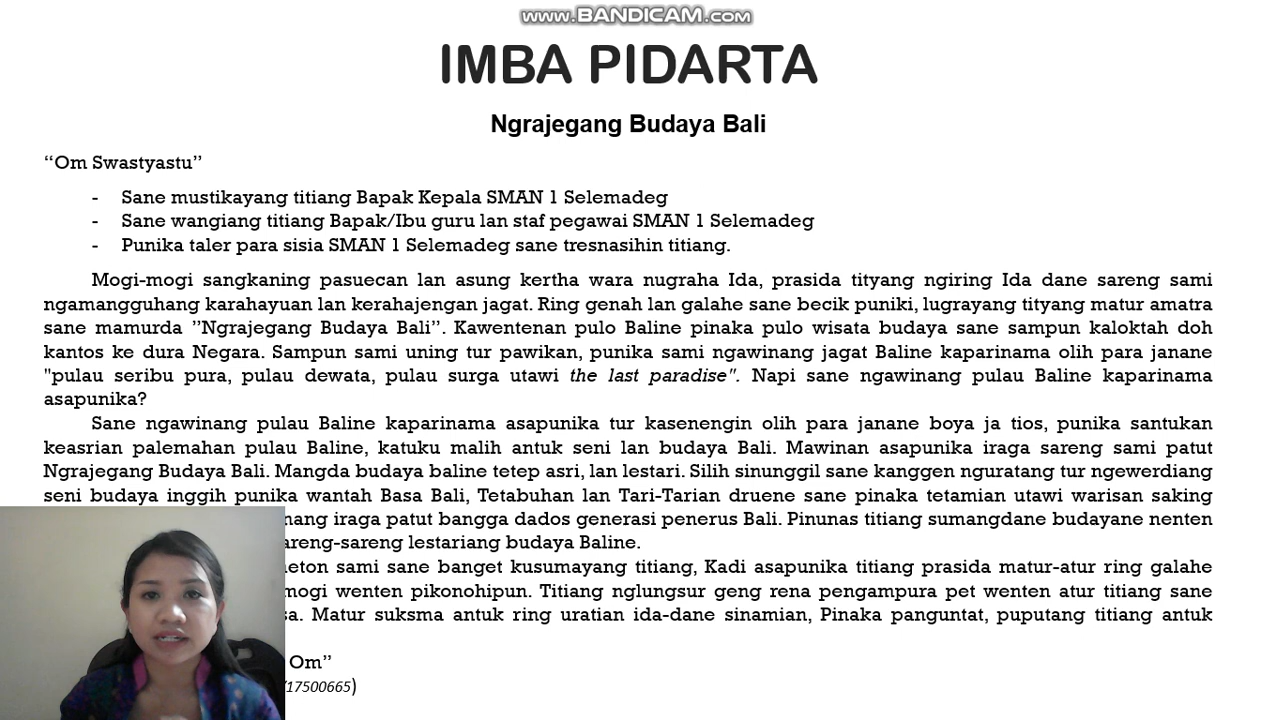 www.BANDICAM.com
IMBA PIDARTA
Ngrajegang Budaya Bali
“Om Swastyastu”
- Sane mustikayang titiang Bapak Kepala SMAN 1 Selemadeg
- Sane wangiang titiang Bapak/Ibu guru lan staf pegawai SMAN 1 Selemadeg
- Punika taler para sisia SMAN 1 Selemadeg sane tresnasihin titiang.
Mogi-mogi sangkaning pasuecan lan asung kertha wara nugraha Ida, prasida tityang ngiring Ida dane sareng sami
ngamangguhang karahayuan lan kerahajengan jagat. Ring genah lan galahe sane becik puniki, lugrayang tityang matur amatra
sane mamurda ’’Ngrajegang Budaya Bali’’. Kawentenan pulo Baline pinaka pulo wisata budaya sane sampun kaloktah doh
kantos ke dura Negara. Sampun sami uning tur pawikan, punika sami ngawinang jagat Baline kaparinama olih para janane
"pulau seribu pura, pulau dewata, pulau surga utawi the last paradise". Napi sane ngawinang pulau Baline kaparinama
asapunika?
Sane ngawinang pulau Baline kaparinama asapunika tur kasenengin olih para janane boya ja tios, punika santukan
keasrian palemahan pulau Baline, katuku malih antuk seni lan budaya Bali. Mawinan asapunika iraga sareng sami patut
Ngrajegang Budaya Bali. Mangda budaya baline tetep asri, lan lestari. Silih sinunggil sane kanggen nguratang tur ngewerdiang
seni budaya inggih punika wantah Basa Bali, Tetabuhan lan Tari-Tarian druene sane pinaka tetamian utawi warisan saking
iraga patut bangga dados generasi penerus Bali. Pinunas titiang sumangdane budayane nenten
lestariang budaya Baline.
sami sane banget kusumayang titiang, Kadi asapunika titiang prasida matur-atur ring galahe
wenten pikonohipun. Titiang nglungsur geng rena pengampura pet wenten atur titiang sane
Matur suksma antuk ring uratian ida-dane sinamian, Pinaka panguntat, puputang titiang antuk
Om”
/17500665)